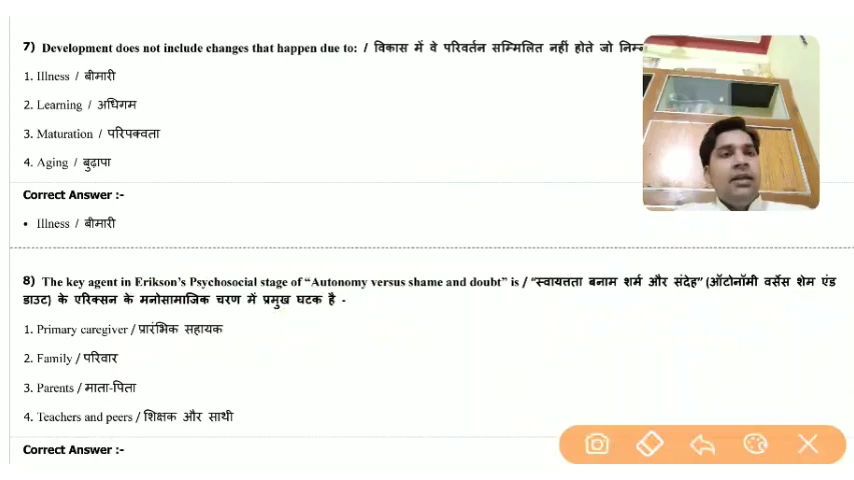 7) Development does not include changes that happen due to: / विकास में वे परिवर्तन सम्मिलित नहीं होते जो
1. Illness / बीमारी
2. Learning / अधिगम
3. Maturation / परिपक्वता
4. Aging / बुढ़ापा
Correct Answer :-
• Illness / बीमारी
8) The key agent in Erikson's Psychosocial stage of “Autonomy versus shame and doubt” is / “स्वायत्तता बनाम शर्म और संदेह” (ऑटोनॉमी वर्सेस शेम एंड
डाउट) के एरिक्सन के मनोसामाजिक चरण में प्रमुख घटक है -
1. Primary caregiver / प्रारंभिक सहायक
2. Family / परिवार
3. Parents / माता-पिता
4. Teachers and peers / शिक्षक और साथी
Correct Answer :-